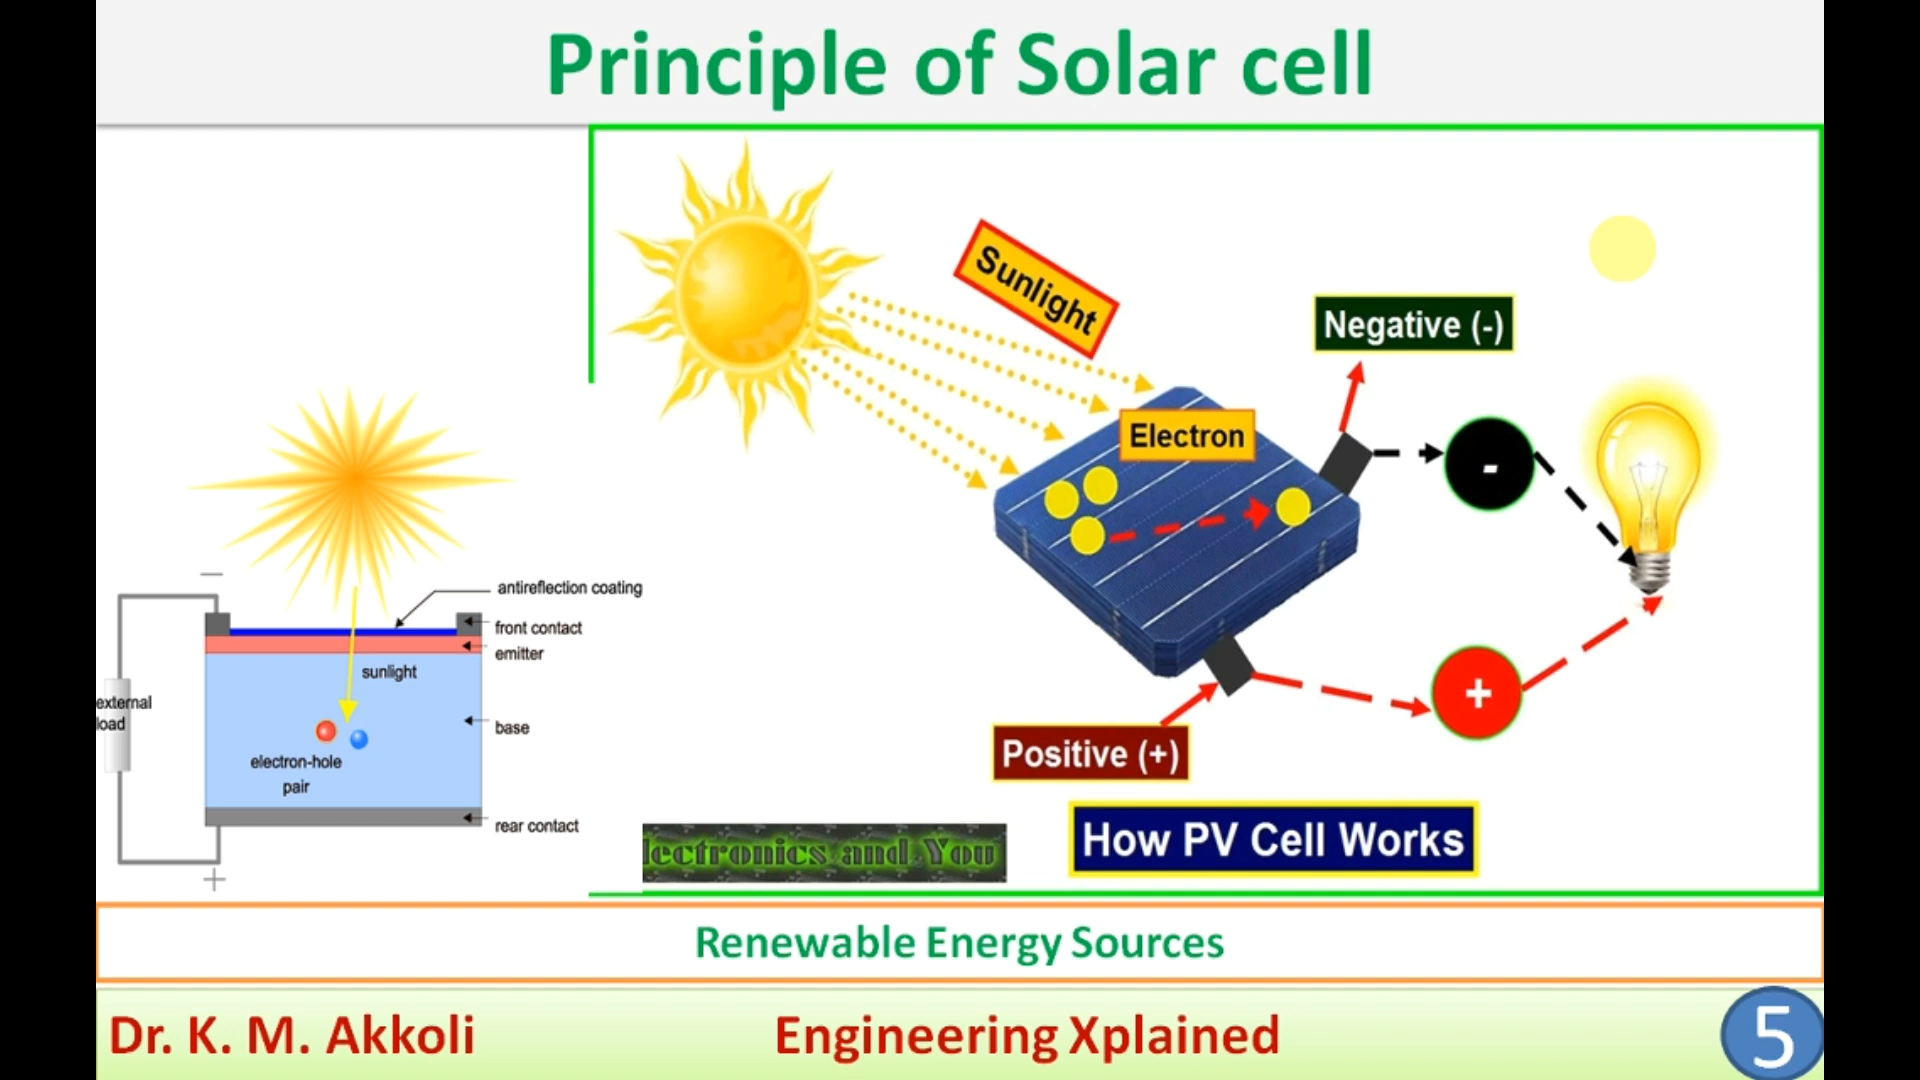 Principle of Solar cell
Sunlight
Negative (-)
Electron
-
+
Positive (+)
How PV Cell Works
lectronics and You
—
antireflection coating
front contact
emitter
sunlight
external
load
base
electron-hole
pair
rear contact
+
Renewable Energy Sources
Dr. K. M. Akkoli
Engineering Xplained
5